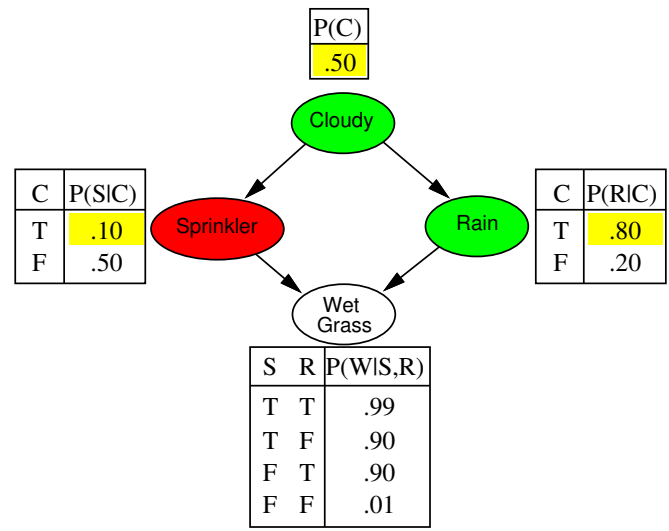 P(C)
.50
Cloudy
C P(S|C)
T .10
F .50
Sprinkler
Rain
C P(R|C)
T .80
F .20
Wet
Grass
S R P(W|S,R)
T T .99
T F .90
F T .90
F F .01